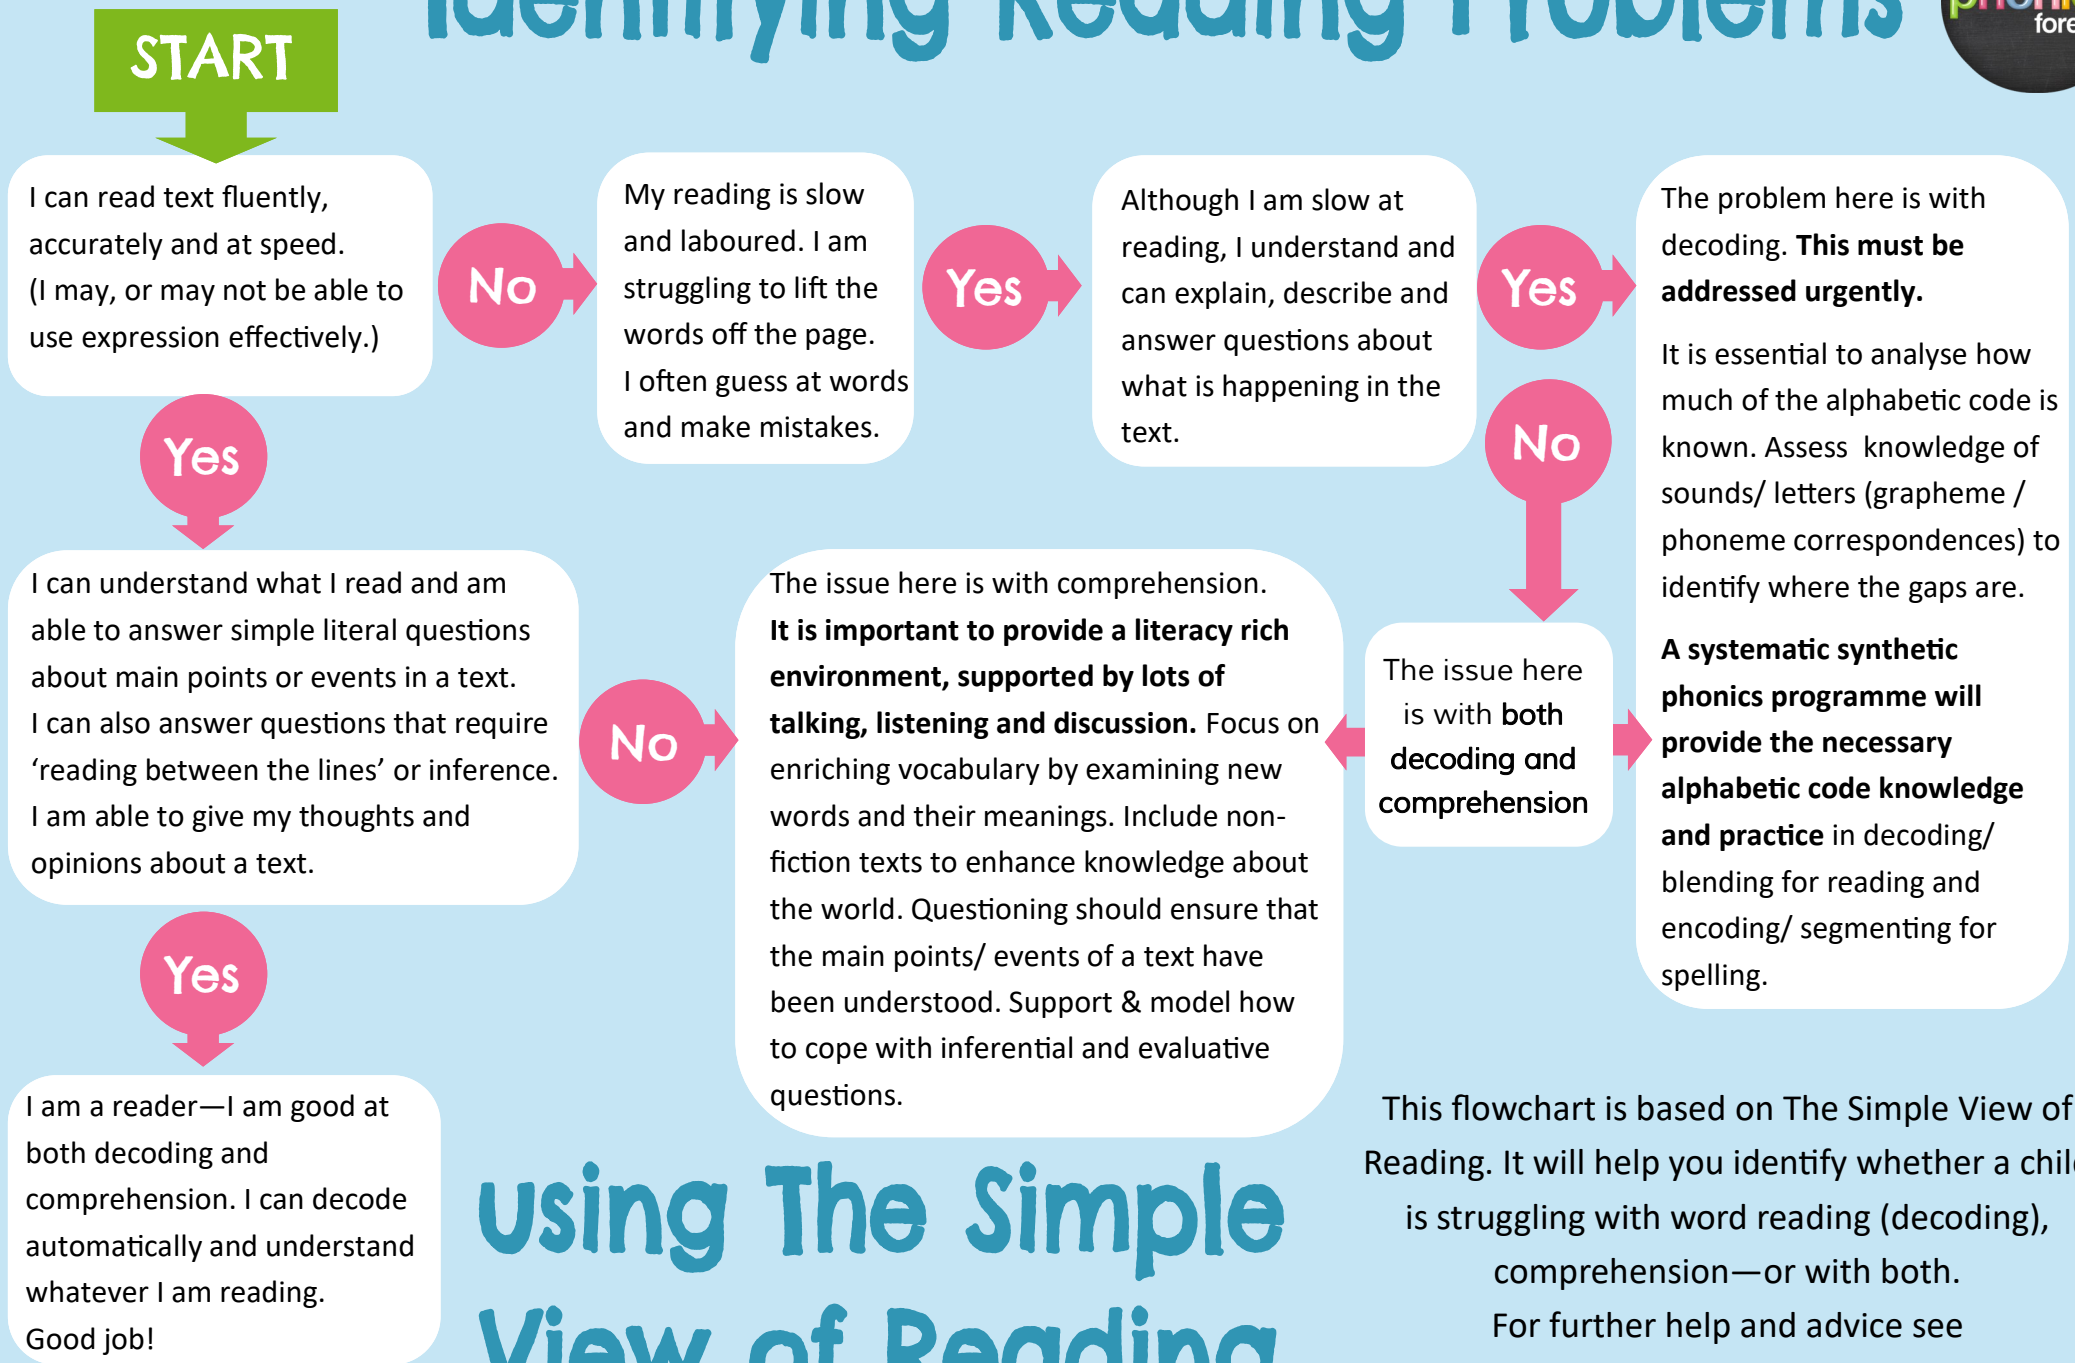 Identifying Reading Problems
START
I can read text fluently,
accurately and at speed.
(I may, or may not be able to
use expression effectively.)
No
My reading is slow
and laboured. I am
struggling to lift the
words off the page.
I often guess at words
and make mistakes.
Yes
Although I am slow at
reading, I understand and
can explain, describe and
answer questions about
what is happening in the
text.
Yes
The problem here is with
decoding. This must be
addressed urgently.
It is essential to analyse how
much of the alphabetic code is
known. Assess knowledge of
sounds/ letters (grapheme /
phoneme correspondences) to
identify where the gaps are.
A systematic synthetic
phonics programme will
provide the necessary
alphabetic code knowledge
and practice in decoding/
blending for reading and
encoding/ segmenting for
spelling.
No
The issue here
is with both
decoding and
comprehension
Yes
I can understand what I read and am
able to answer simple literal questions
about main points or events in a text.
I can also answer questions that require
‘reading between the lines’ or inference.
I am able to give my thoughts and
opinions about a text.
No
The issue here is with comprehension.
It is important to provide a literacy rich
environment, supported by lots of
talking, listening and discussion. Focus on
enriching vocabulary by examining new
words and their meanings. Include non-
fiction texts to enhance knowledge about
the world. Questioning should ensure that
the main points/ events of a text have
been understood. Support & model how
to cope with inferential and evaluative
questions.
Yes
I am a reader—I am good at
both decoding and
comprehension. I can decode
automatically and understand
whatever I am reading.
Good job!
using The Simple
View of Reading
This flowchart is based on The Simple View of
Reading. It will help you identify whether a
is struggling with word reading (decoding),
comprehension—or with both.
For further help and advice see